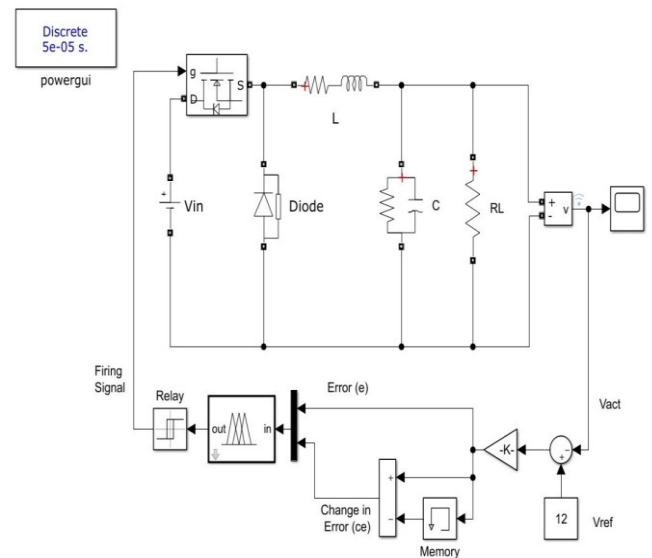 Discrete
5e-05 s.
powergui
g
D
S
+
L
+
Vin
Diode
+
C
+
RL
+
-
v
Firing
Signal
Relay
out
in
Error (e)
-K-
−
+
Vact
12
Vref
+
−
Change in
Error (ce)
Memory